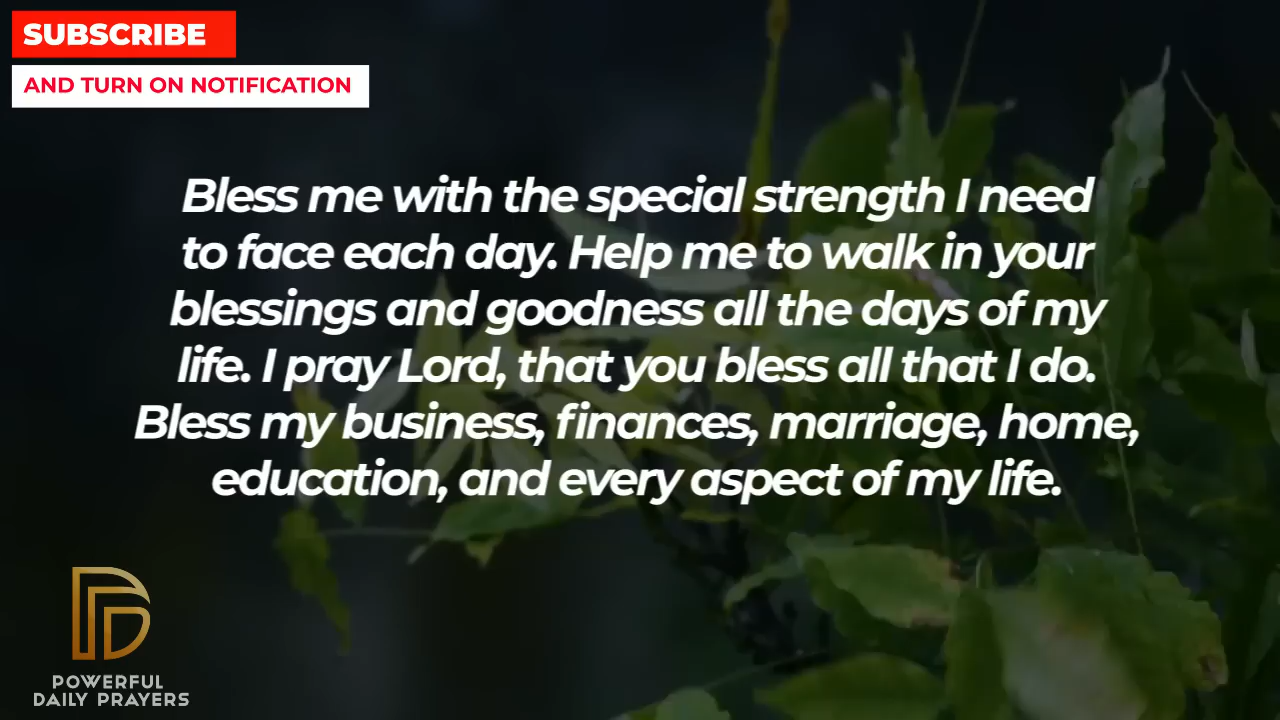 SUBSCRIBE
AND TURN ON NOTIFICATION
Bless me with the special strength I need
to face each day. Help me to walk in your
blessings and goodness all the days of my
life. I pray Lord, that you bless all that I do.
Bless my business, finances, marriage, home,
education, and every aspect of my life.
POWERFUL
DAILY PRAYERS